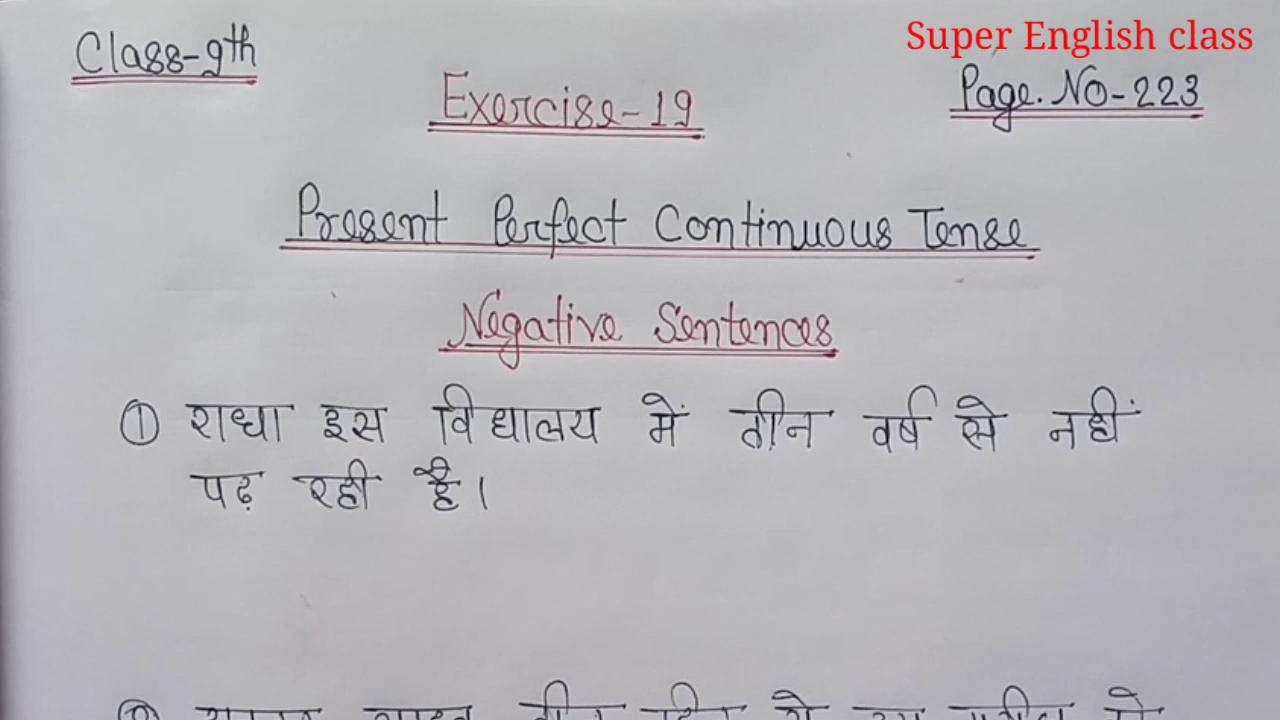 Super English class
Class-9th
Page. No-223
Exercise-19
Present Perfect Continuous Tense
Negative Sentences
① राधा इस विद्यालय में तीन वर्ष से नहीं
पढ़ रही है।